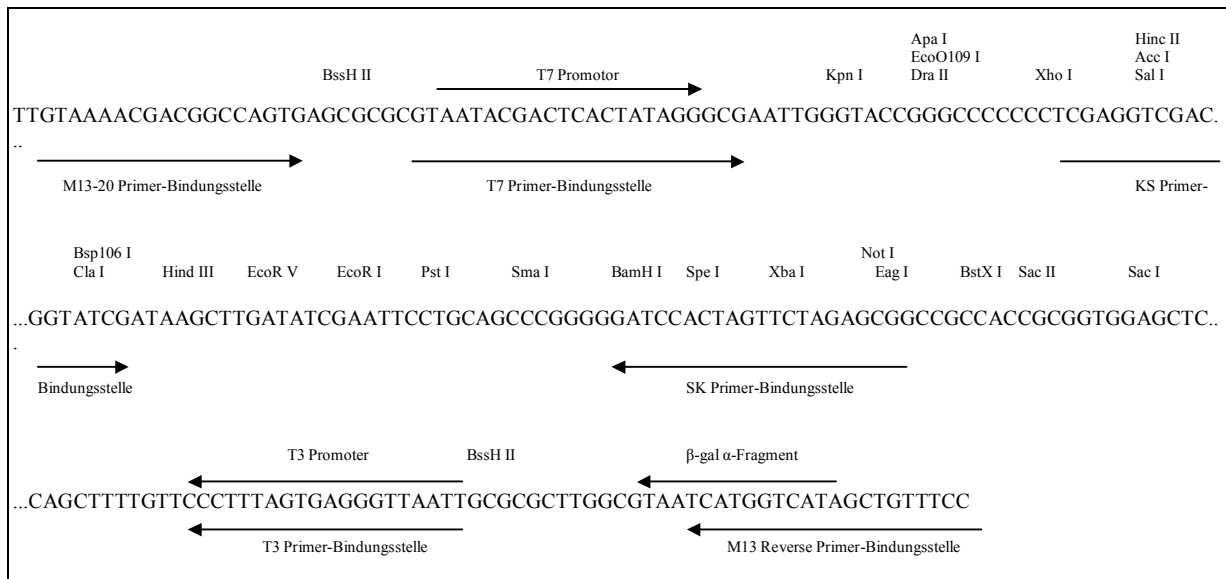 Apa I Hinc II
EcoO109 I Acc I
BssH II T7 Promotor Kpn I Dra II Xho I Sal I
TTGTAAAACGACGGCCAGTGAGCGCGCGTAATACGACTCACTATAGGGCGAATTGGGTACCGGGCCCCCCCTCGAGGTCGAC..
..
M13-20 Primer-Bindungsstelle T7 Primer-Bindungsstelle KS Primer-
Bsp106 I Not I
Cla I Hind III EcoR V EcoR I Pst I Sma I BamH I Spe I Xba I Eag I BstX I Sac II Sac I
...GGTATCGATAAGCTTGATATCGAATTCCTGCAGCCCGGGGGATCCACTAGTTCTAGAGCGGCCGCCACCGCGGTGGAGCTC..
.
Bindungsstelle SK Primer-Bindungsstelle
T3 Promoter BssH II β-gal α-Fragment
...CAGCTTTTGTTCCCTTTAGTGAGGGTTAATTGCGCGCTTGGCGTAATCATGGTCATAGCTGTTTCC
T3 Primer-Bindungsstelle M13 Reverse Primer-Bindungsstelle